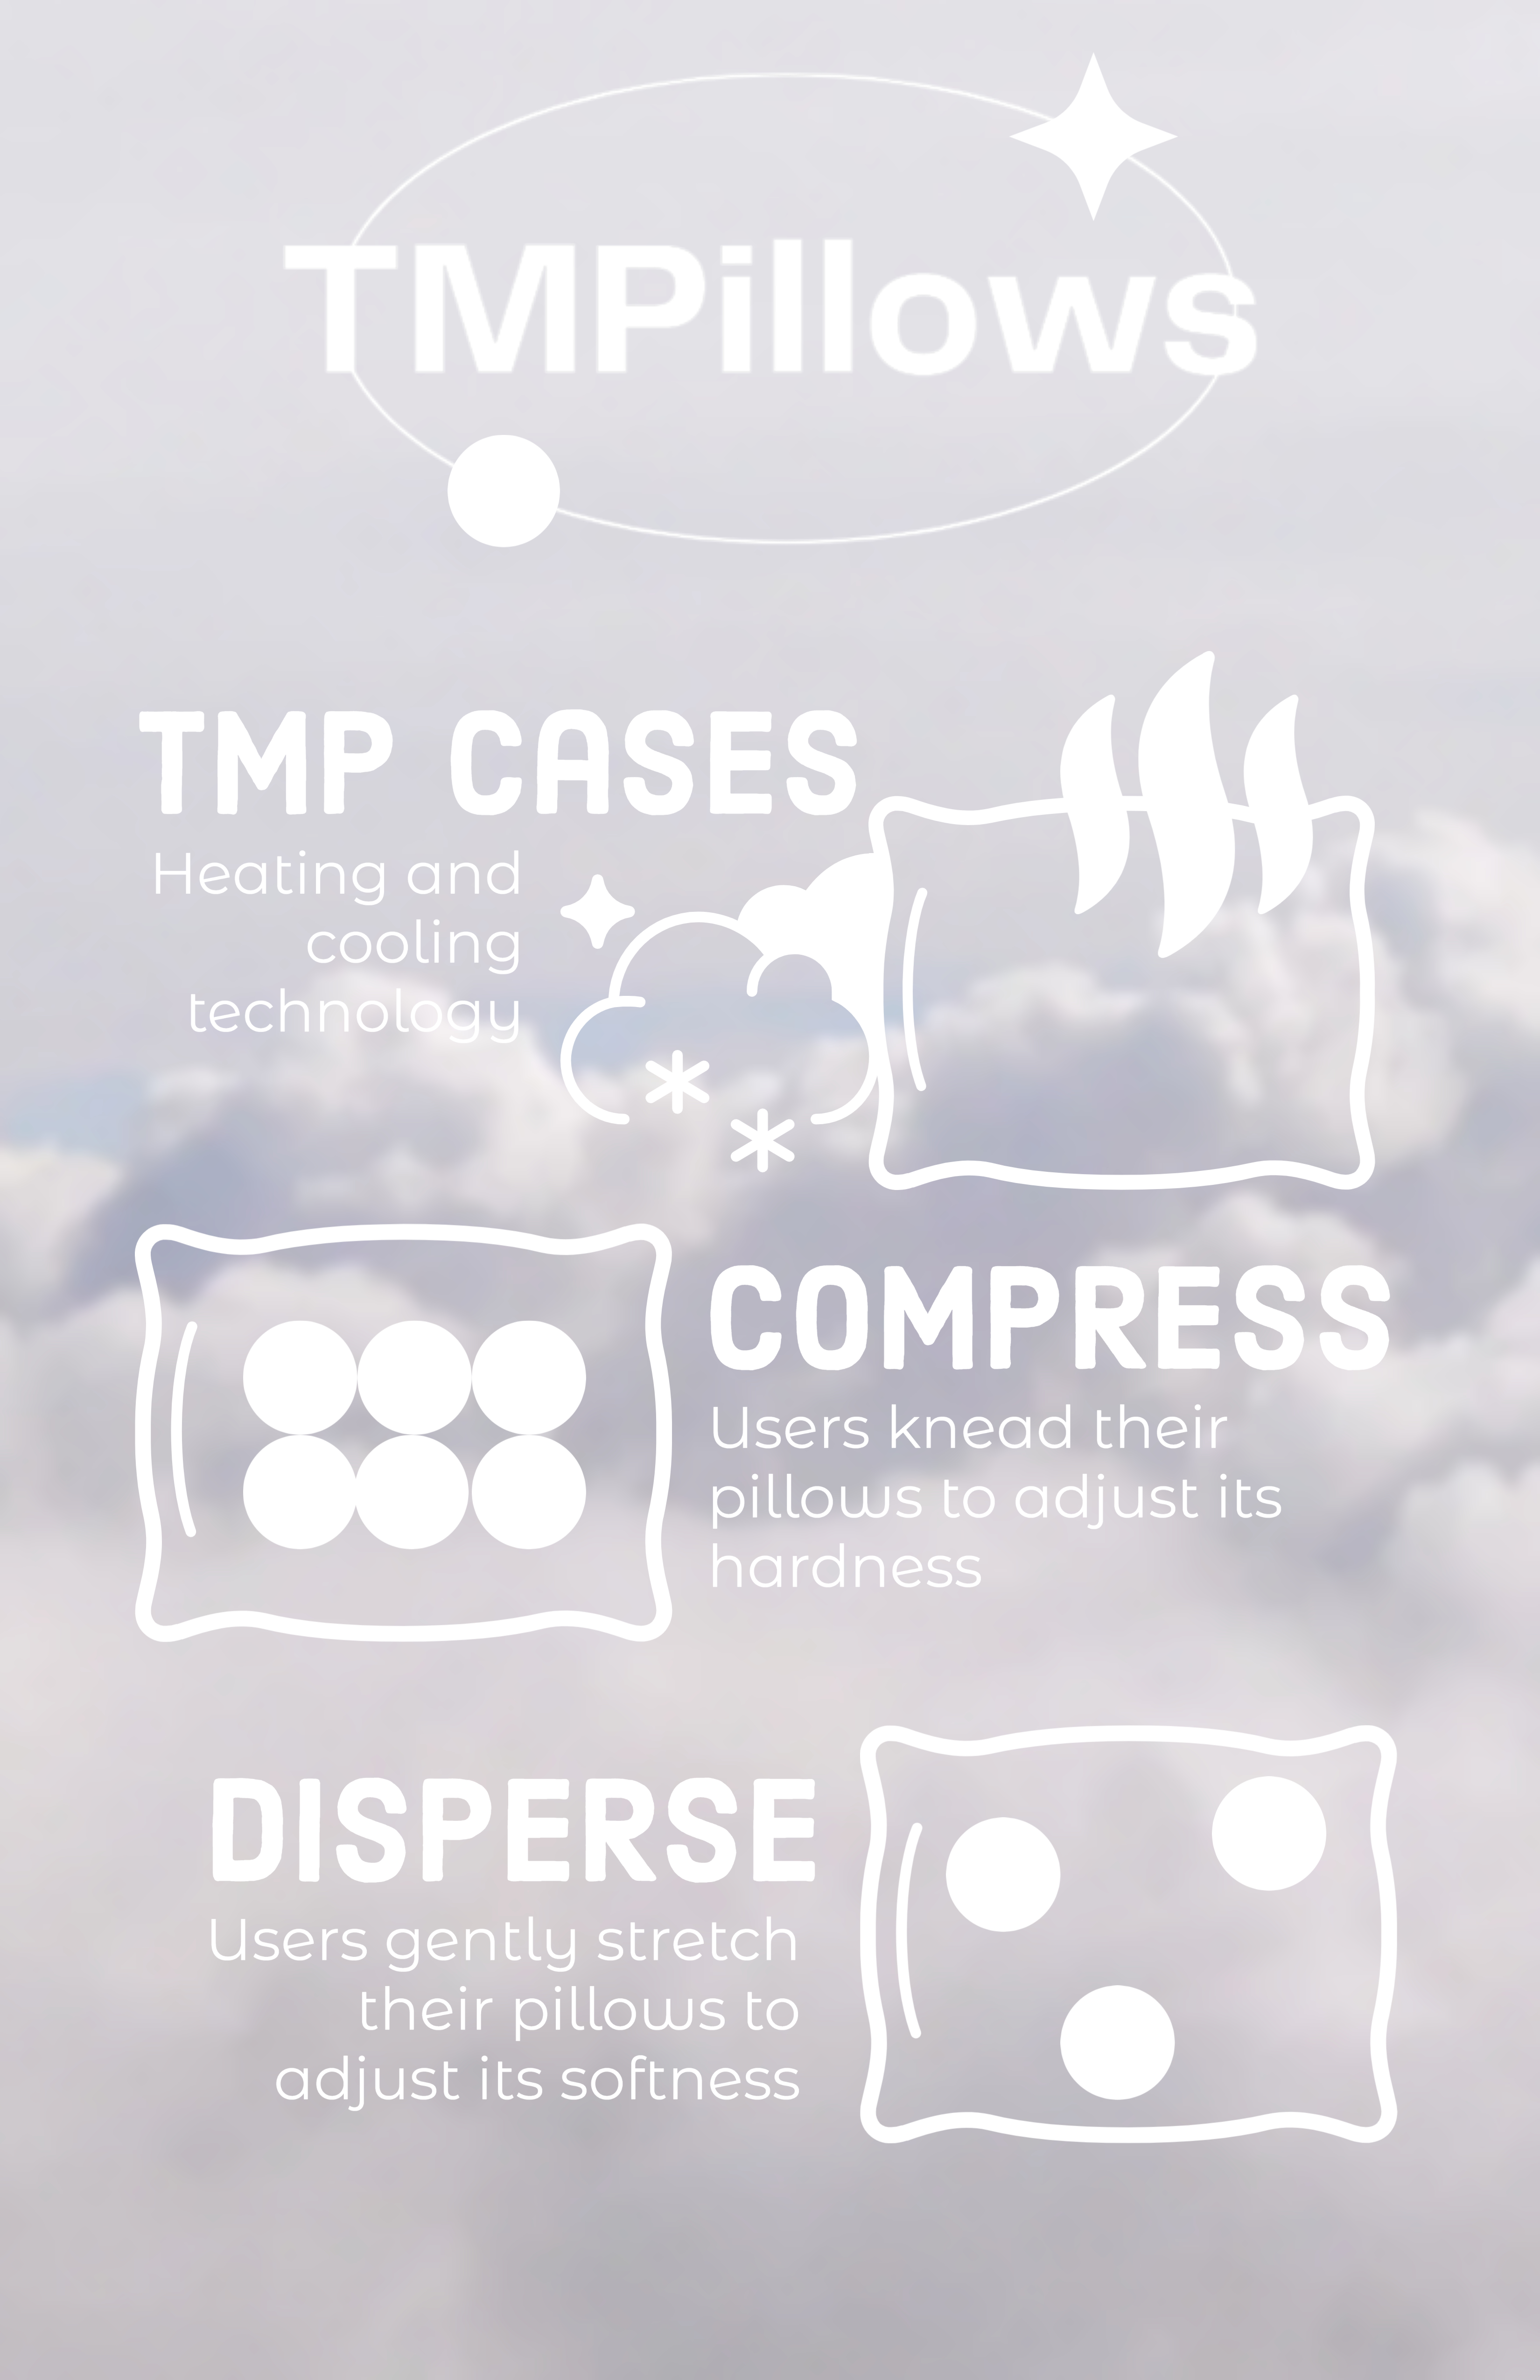 TMPillows
TMP CASES
Heating and
cooling
technology
COMPRESS
Users knead their
pillows to adjust its
hardness
DISPERSE
Users gently stretch
their pillows to
adjust its softness